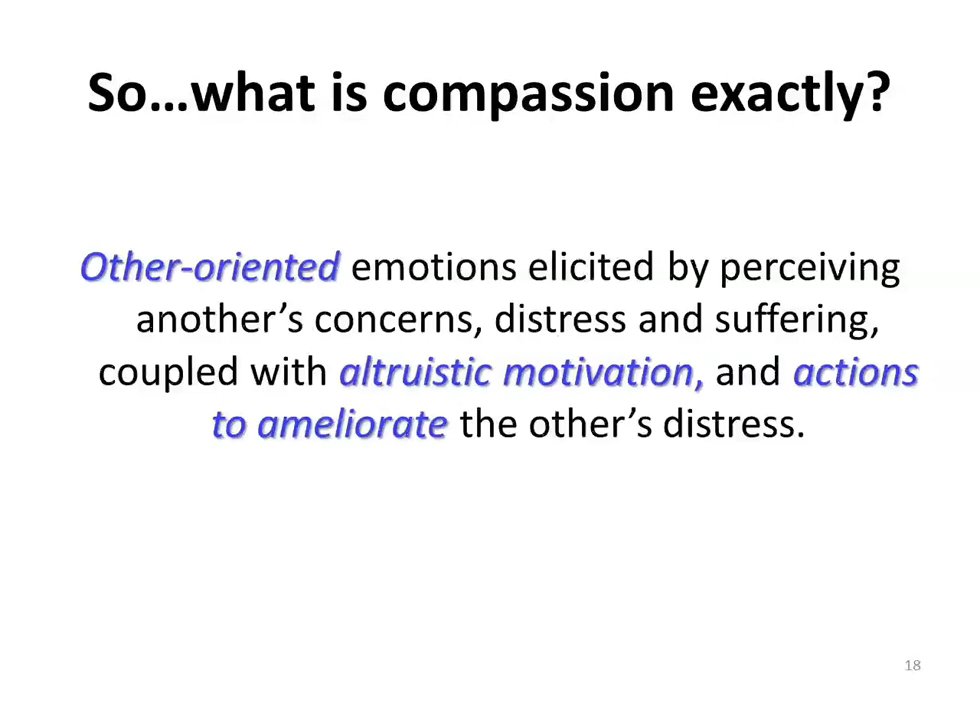 So…what is compassion exactly?
Other-oriented emotions elicited by perceiving
another’s concerns, distress and suffering,
coupled with altruistic motivation, and actions
to ameliorate the other’s distress.
18